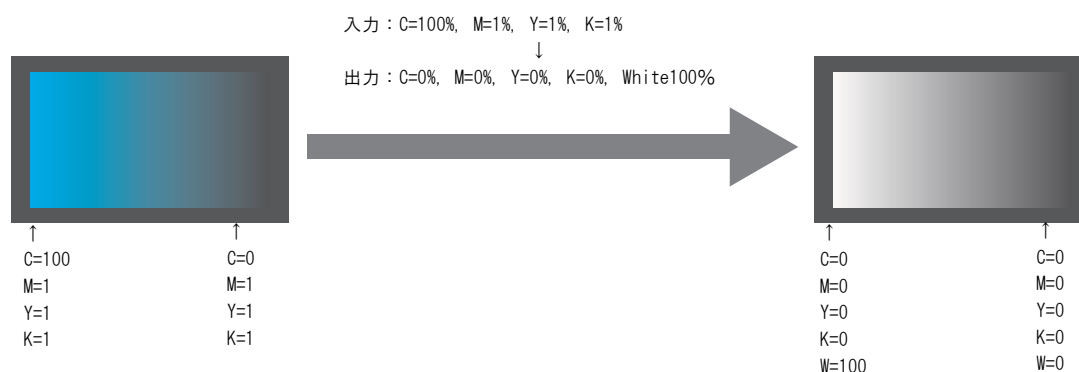 入力：C=100%, M=1%, Y=1%, K=1%
↓
出力：C=0%, M=0%, Y=0%, K=0%, White100％
↑
C=100
M=1
Y=1
K=1
↑
C=0
M=1
Y=1
K=1
↑
C=0
M=0
Y=0
K=0
W=100
↑
C=0
M=0
Y=0
K=0
W=0